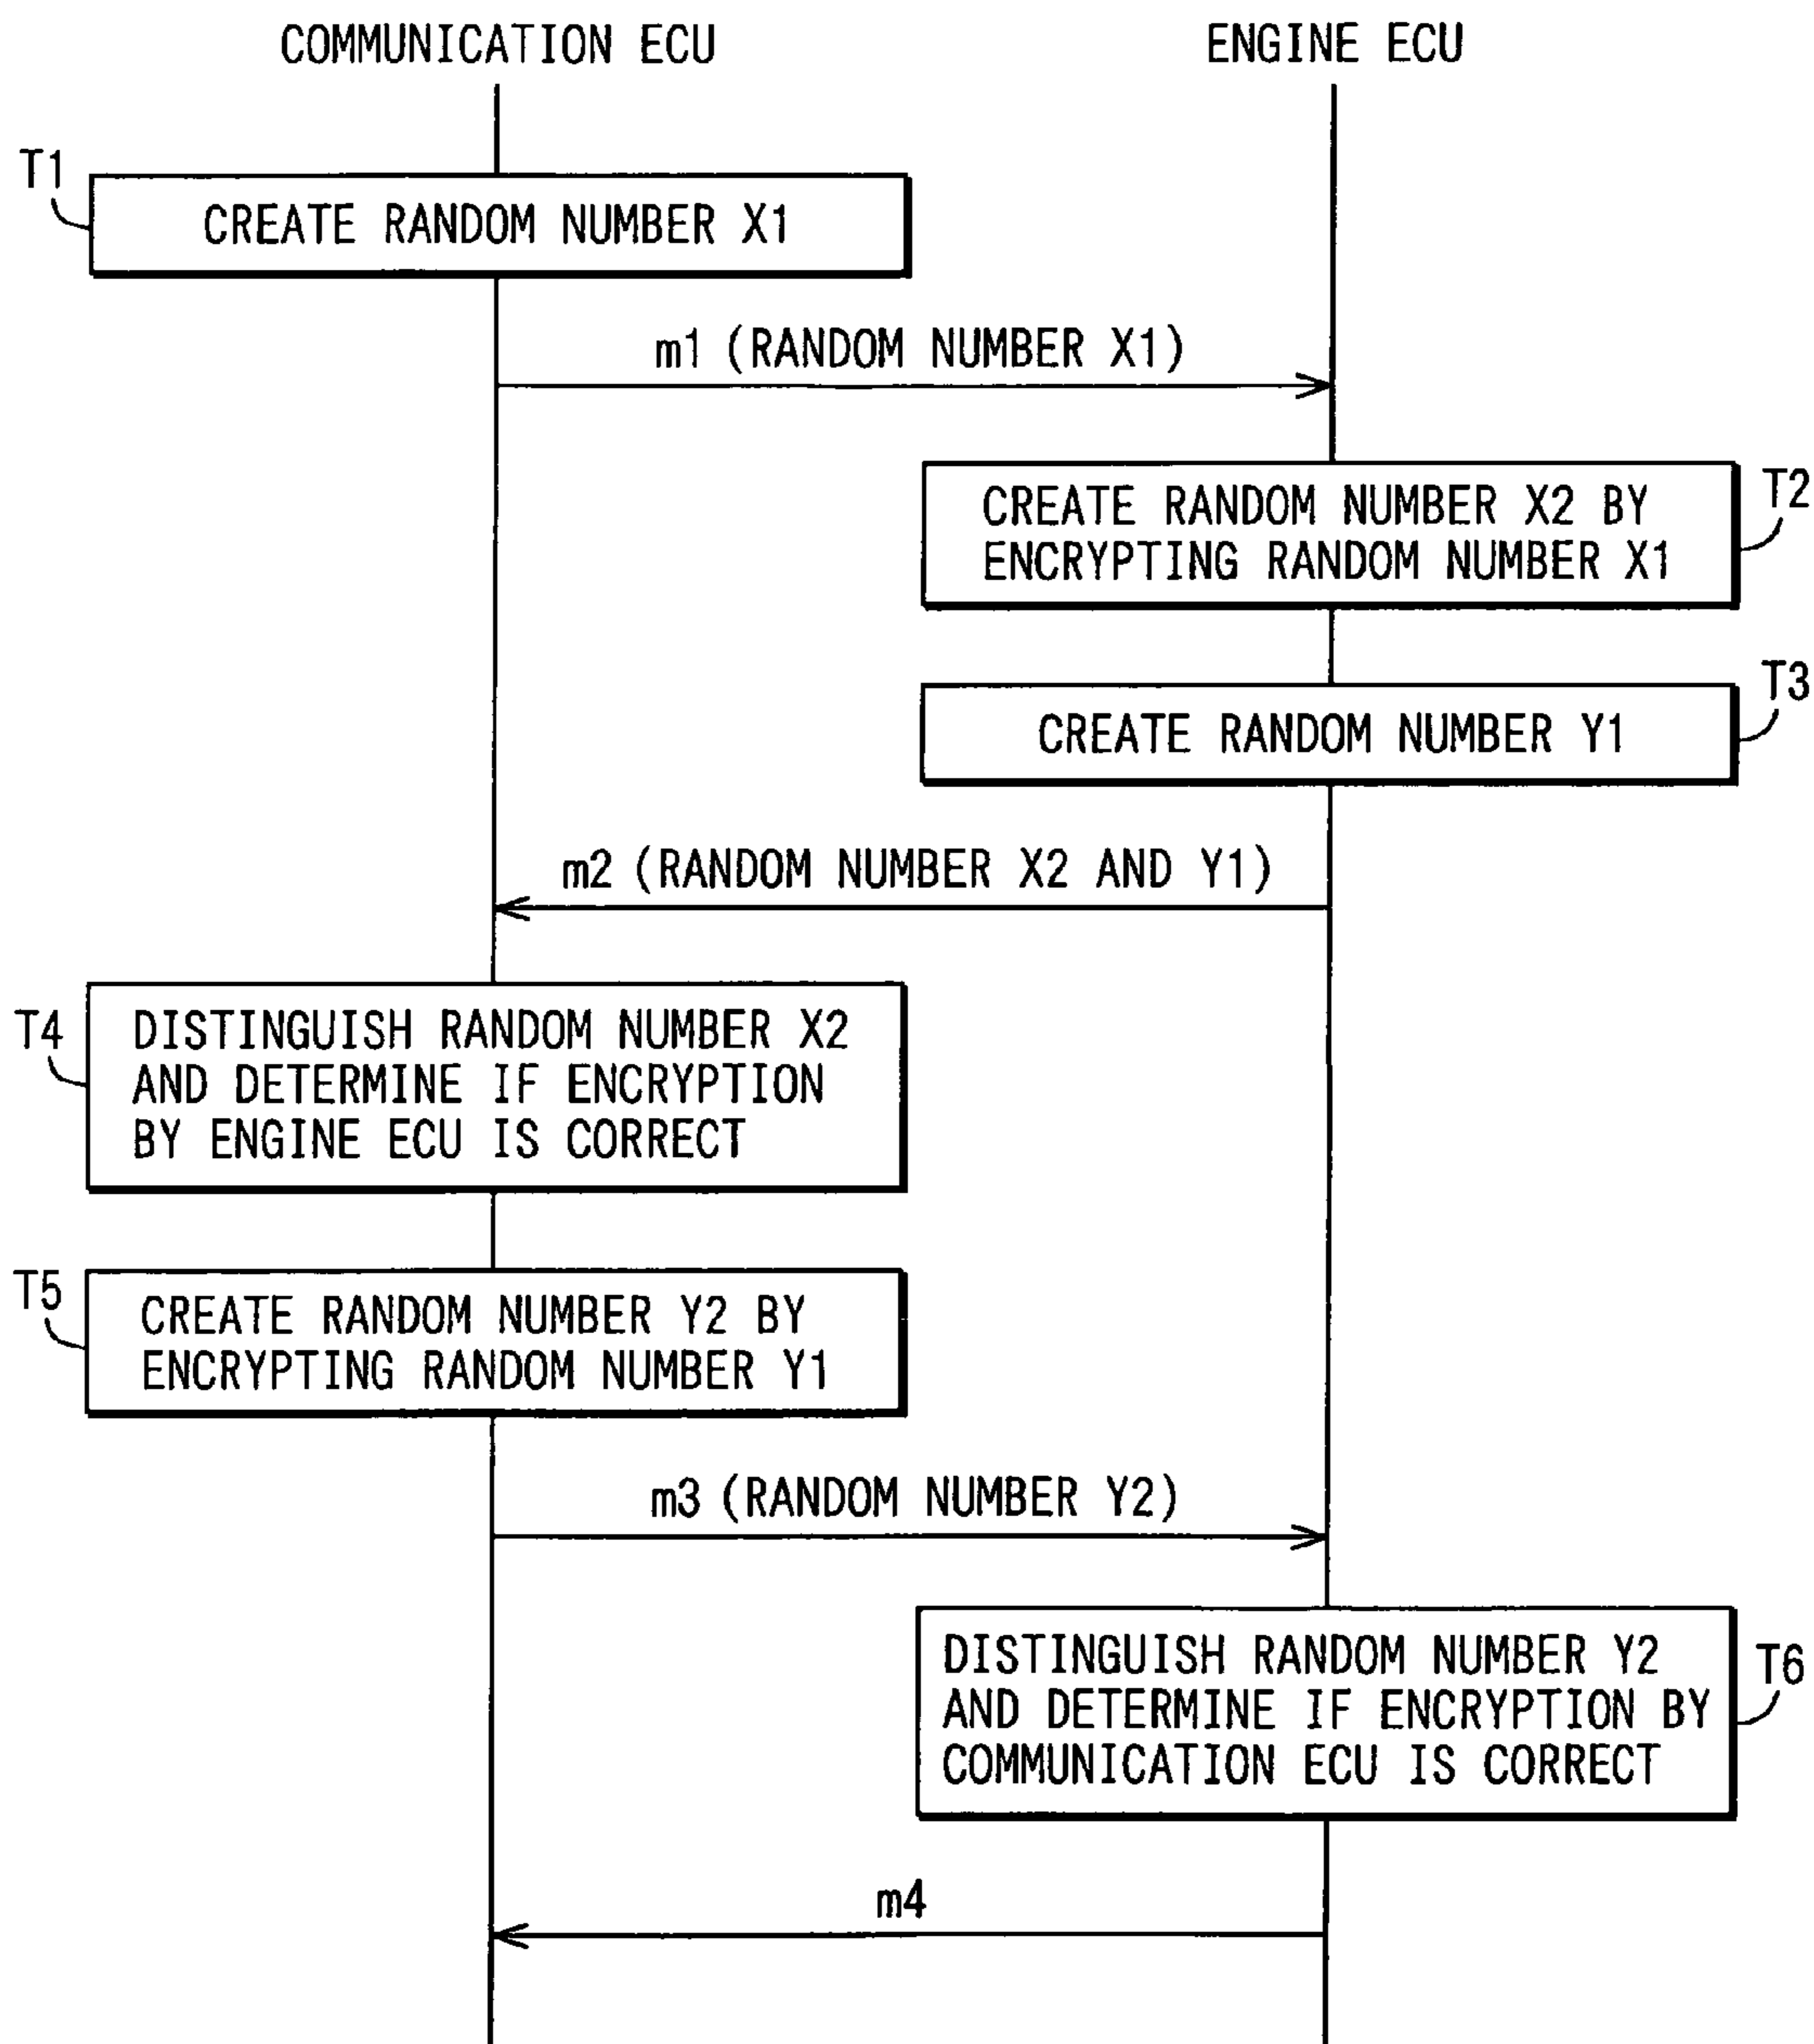 COMMUNICATION ECU
ENGINE ECU
T1
CREATE RANDOM NUMBER X1
m1 (RANDOM NUMBER X1)
CREATE RANDOM NUMBER X2 BY
ENCRYPTING RANDOM NUMBER X1
T2
CREATE RANDOM NUMBER Y1
T3
m2 (RANDOM NUMBER X2 AND Y1)
T4
DISTINGUISH RANDOM NUMBER X2
AND DETERMINE IF ENCRYPTION
BY ENGINE ECU IS CORRECT
T5
CREATE RANDOM NUMBER Y2 BY
ENCRYPTING RANDOM NUMBER Y1
m3 (RANDOM NUMBER Y2)
DISTINGUISH RANDOM NUMBER Y2
AND DETERMINE IF ENCRYPTION BY
COMMUNICATION ECU IS CORRECT
T6
m4